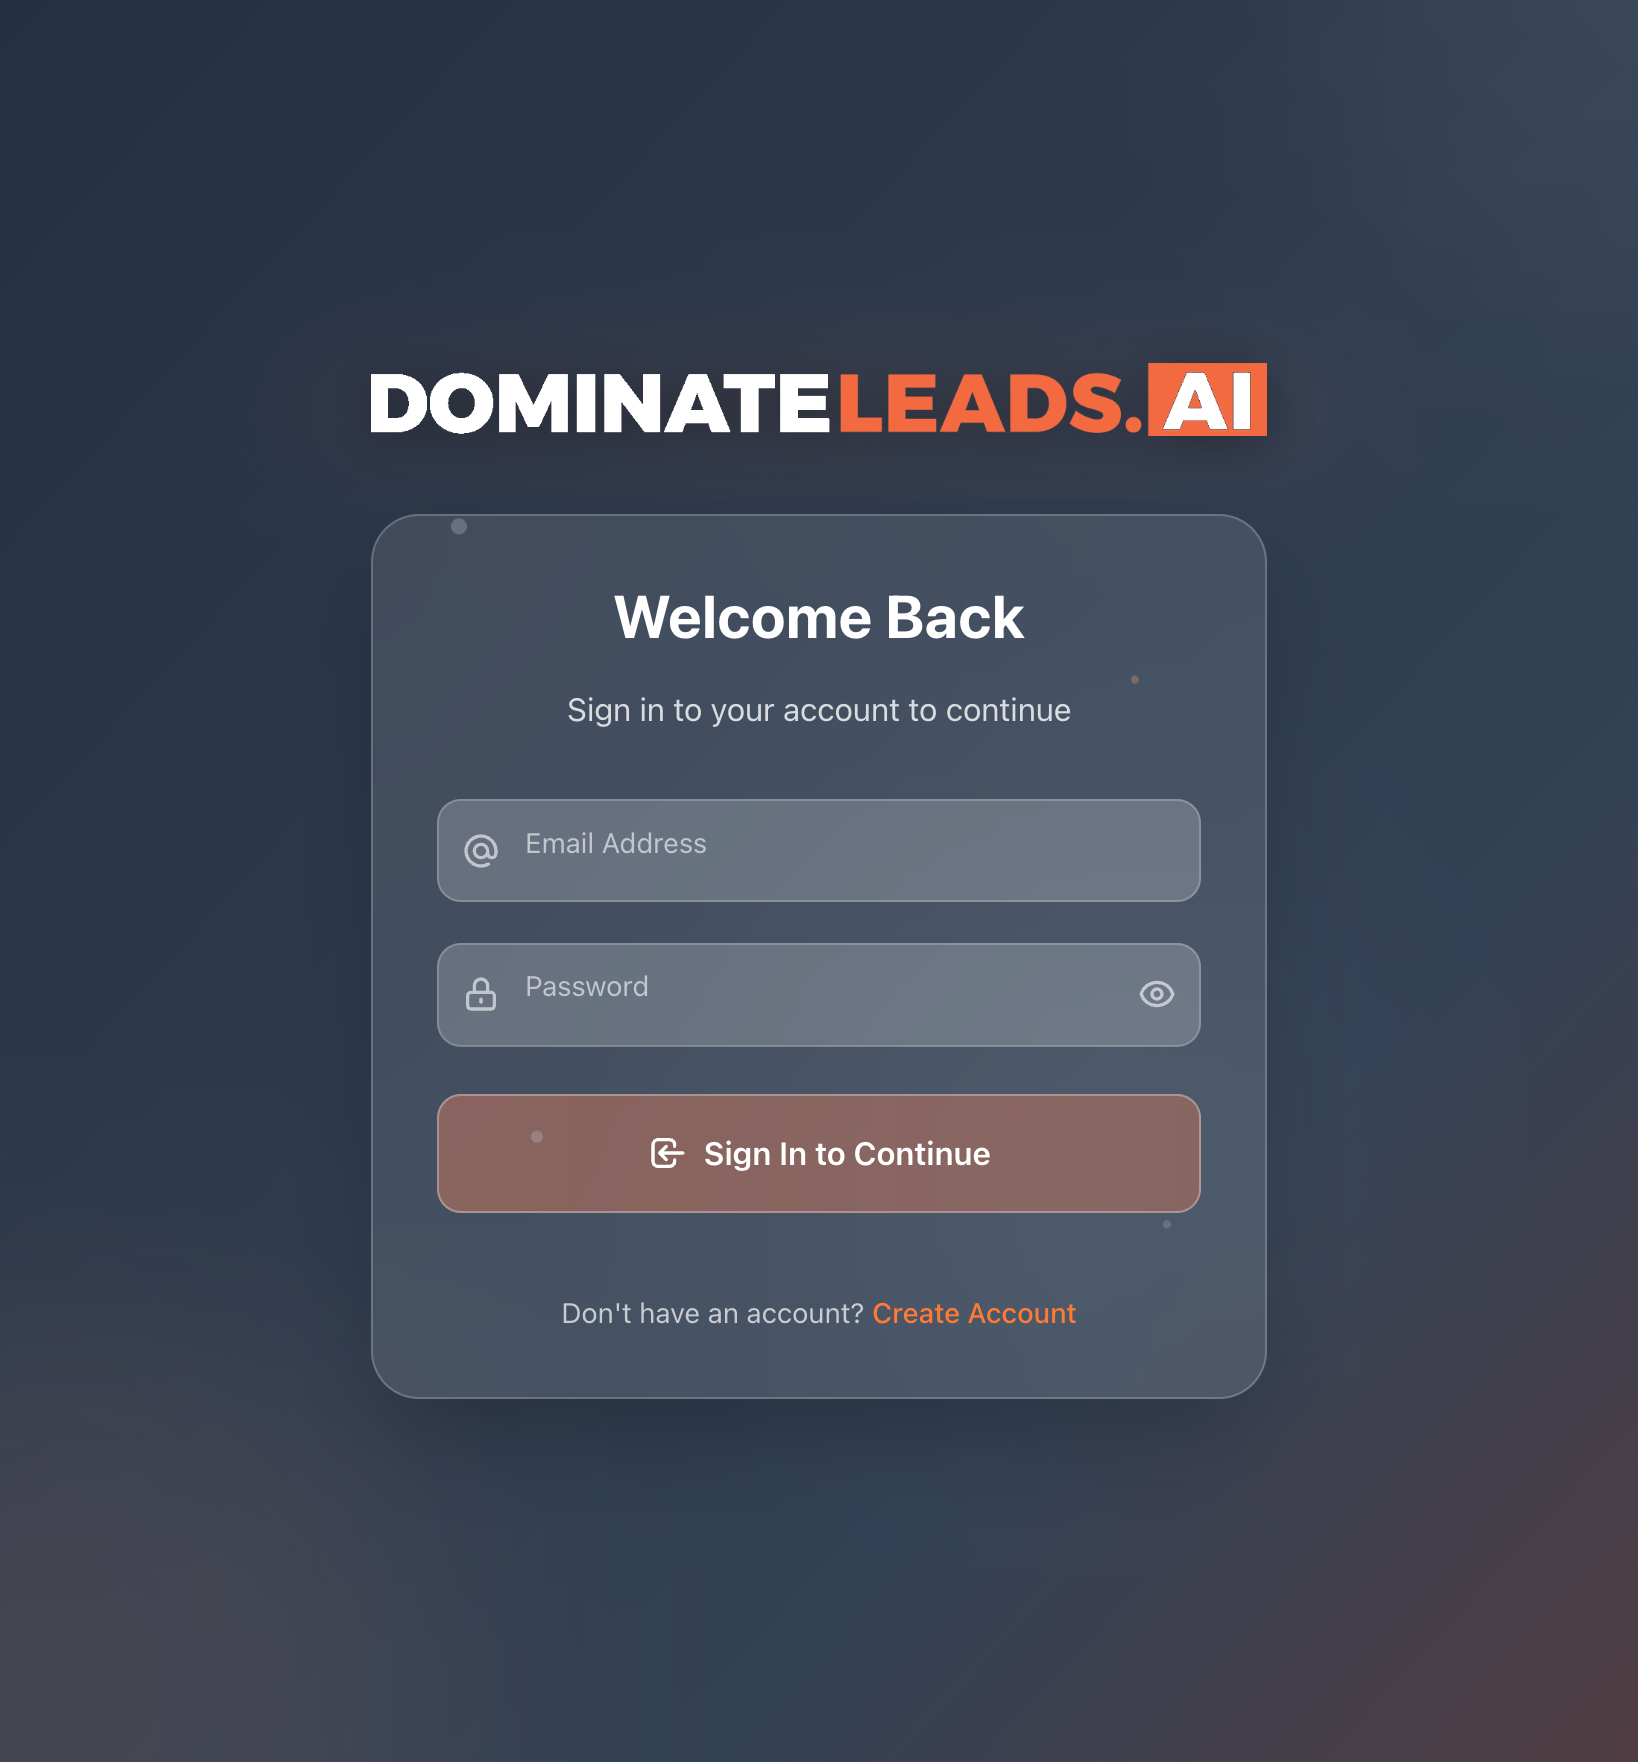 DOMINATELEADS.AI
Welcome Back
Sign in to your account to continue
Email Address
Password
Sign In to Continue
Don't have an account? Create Account